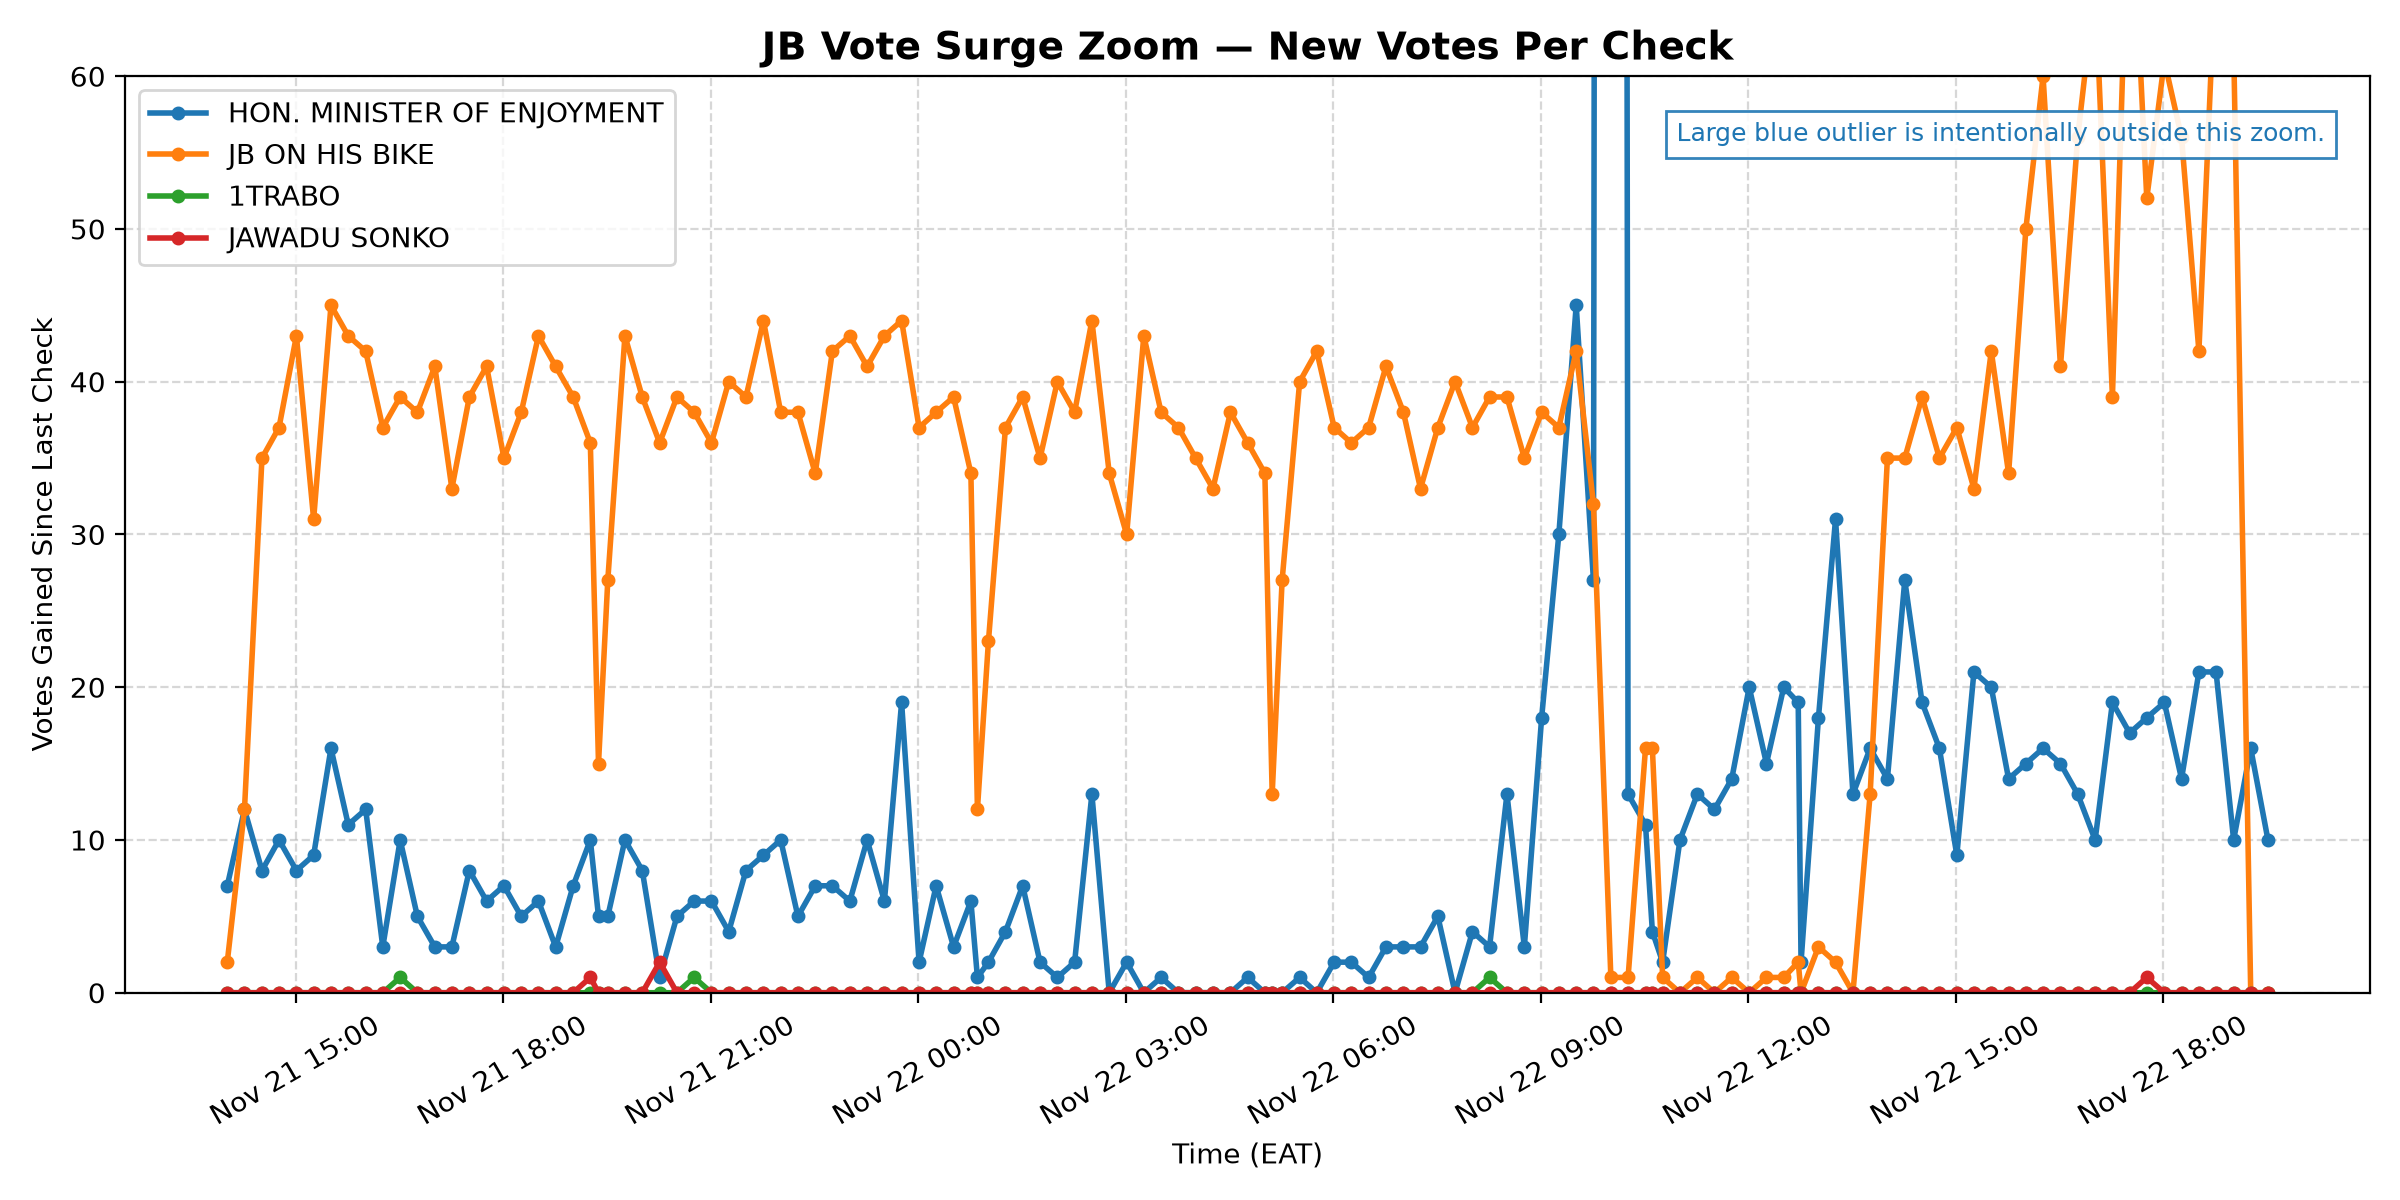 JB Vote Surge Zoom — New Votes Per Check
HON. MINISTER OF ENJOYMENT
JB ON HIS BIKE
1TRABO
JAWADU SONKO
Large blue outlier is intentionally outside this zoom.
Votes Gained Since Last Check
60
50
40
30
20
10
0
Nov 21 15:00
Nov 21 18:00
Nov 21 21:00
Nov 22 00:00
Nov 22 03:00
Nov 22 06:00
Nov 22 09:00
Nov 22 12:00
Nov 22 15:00
Nov 22 18:00
Time (EAT)